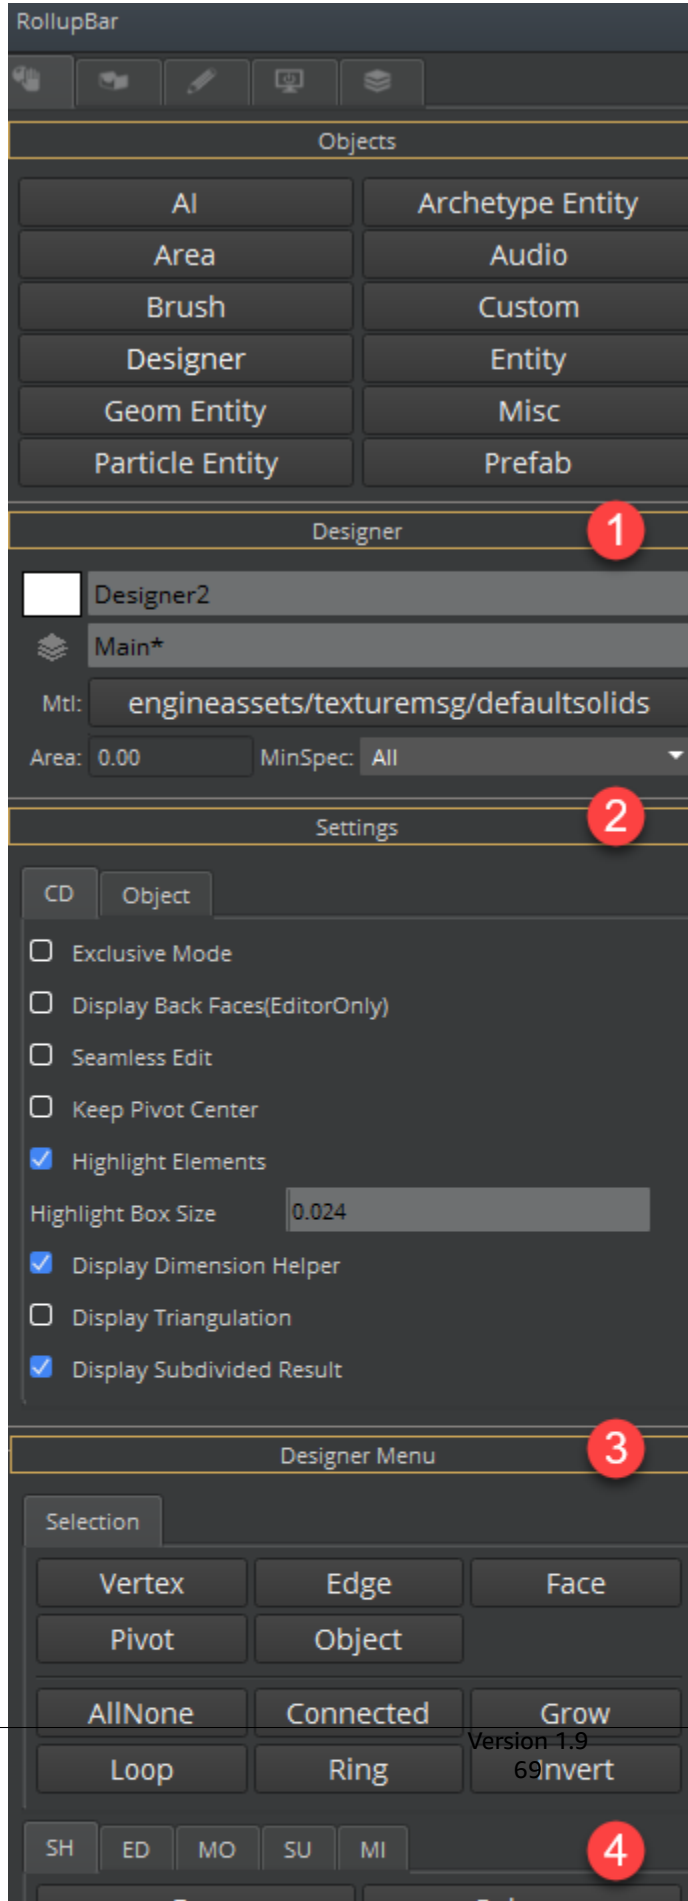 RollupBar
Objects
AI Archetype Entity
Area Audio
Brush Custom
Designer Entity
Geom Entity Misc
Particle Entity Prefab
Designer 1
Designer2
Main*
Mtl: engineassets/texturemsg/defaultsolids
Area: 0.00 MinSpec: All
Settings 2
CD Object
Exclusive Mode
Display Back Faces(EditorOnly)
Seamless Edit
Keep Pivot Center
Highlight Elements
Highlight Box Size 0.024
Display Dimension Helper
Display Triangulation
Display Subdivided Result
Designer Menu 3
Selection
Vertex Edge Face
Pivot Object
AllNone Connected Grow
Version 1.9
Loop Ring Invert
69
SH ED MO SU MI 4